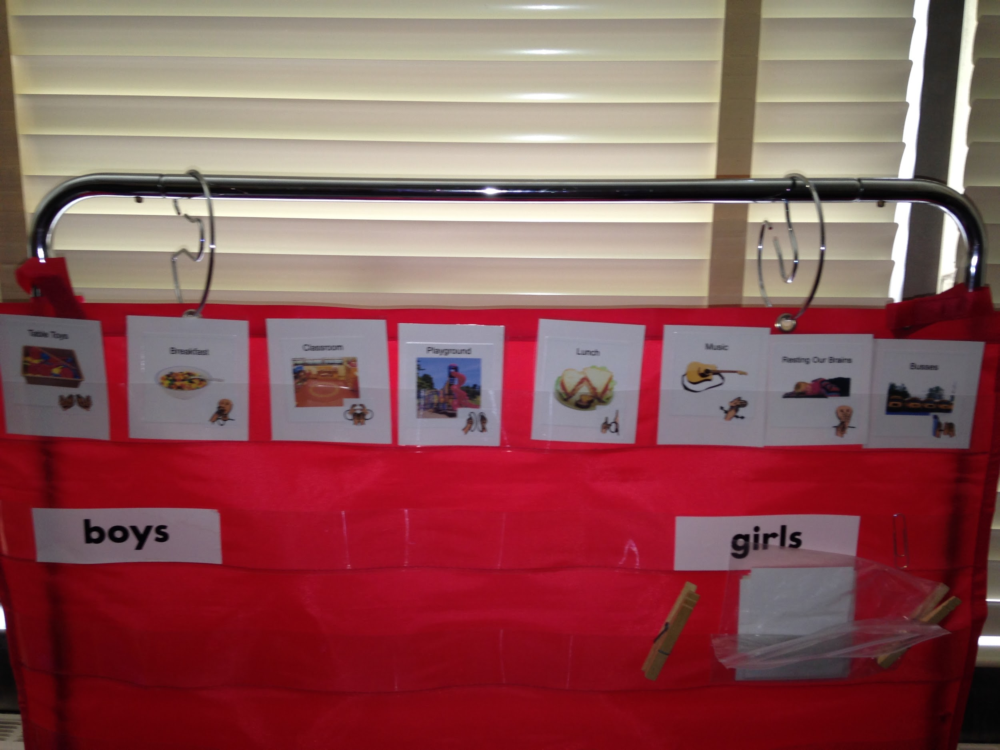 Table Toys
Breakfast
Classroom
Playground
Lunch
Music
Resting Our Brains
Busses
boys
girls